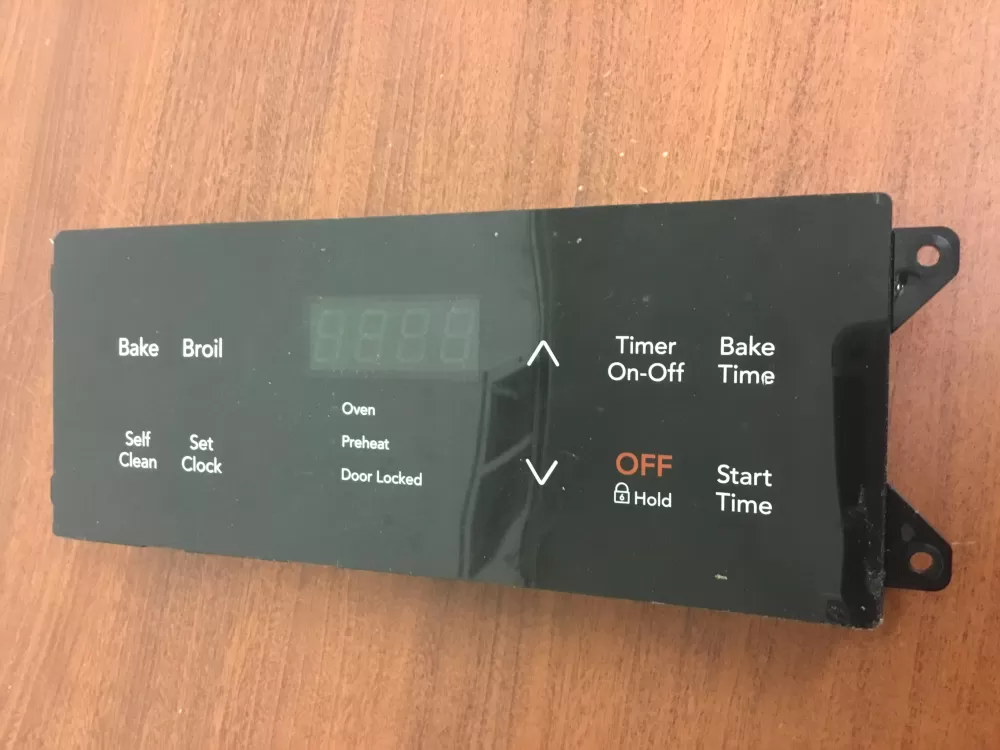 Bake
Broil
Self
Clean
Set
Clock
Oven
Preheat
Door Locked
Timer
On-Off
Bake
Time
OFF
Hold
Start
Time